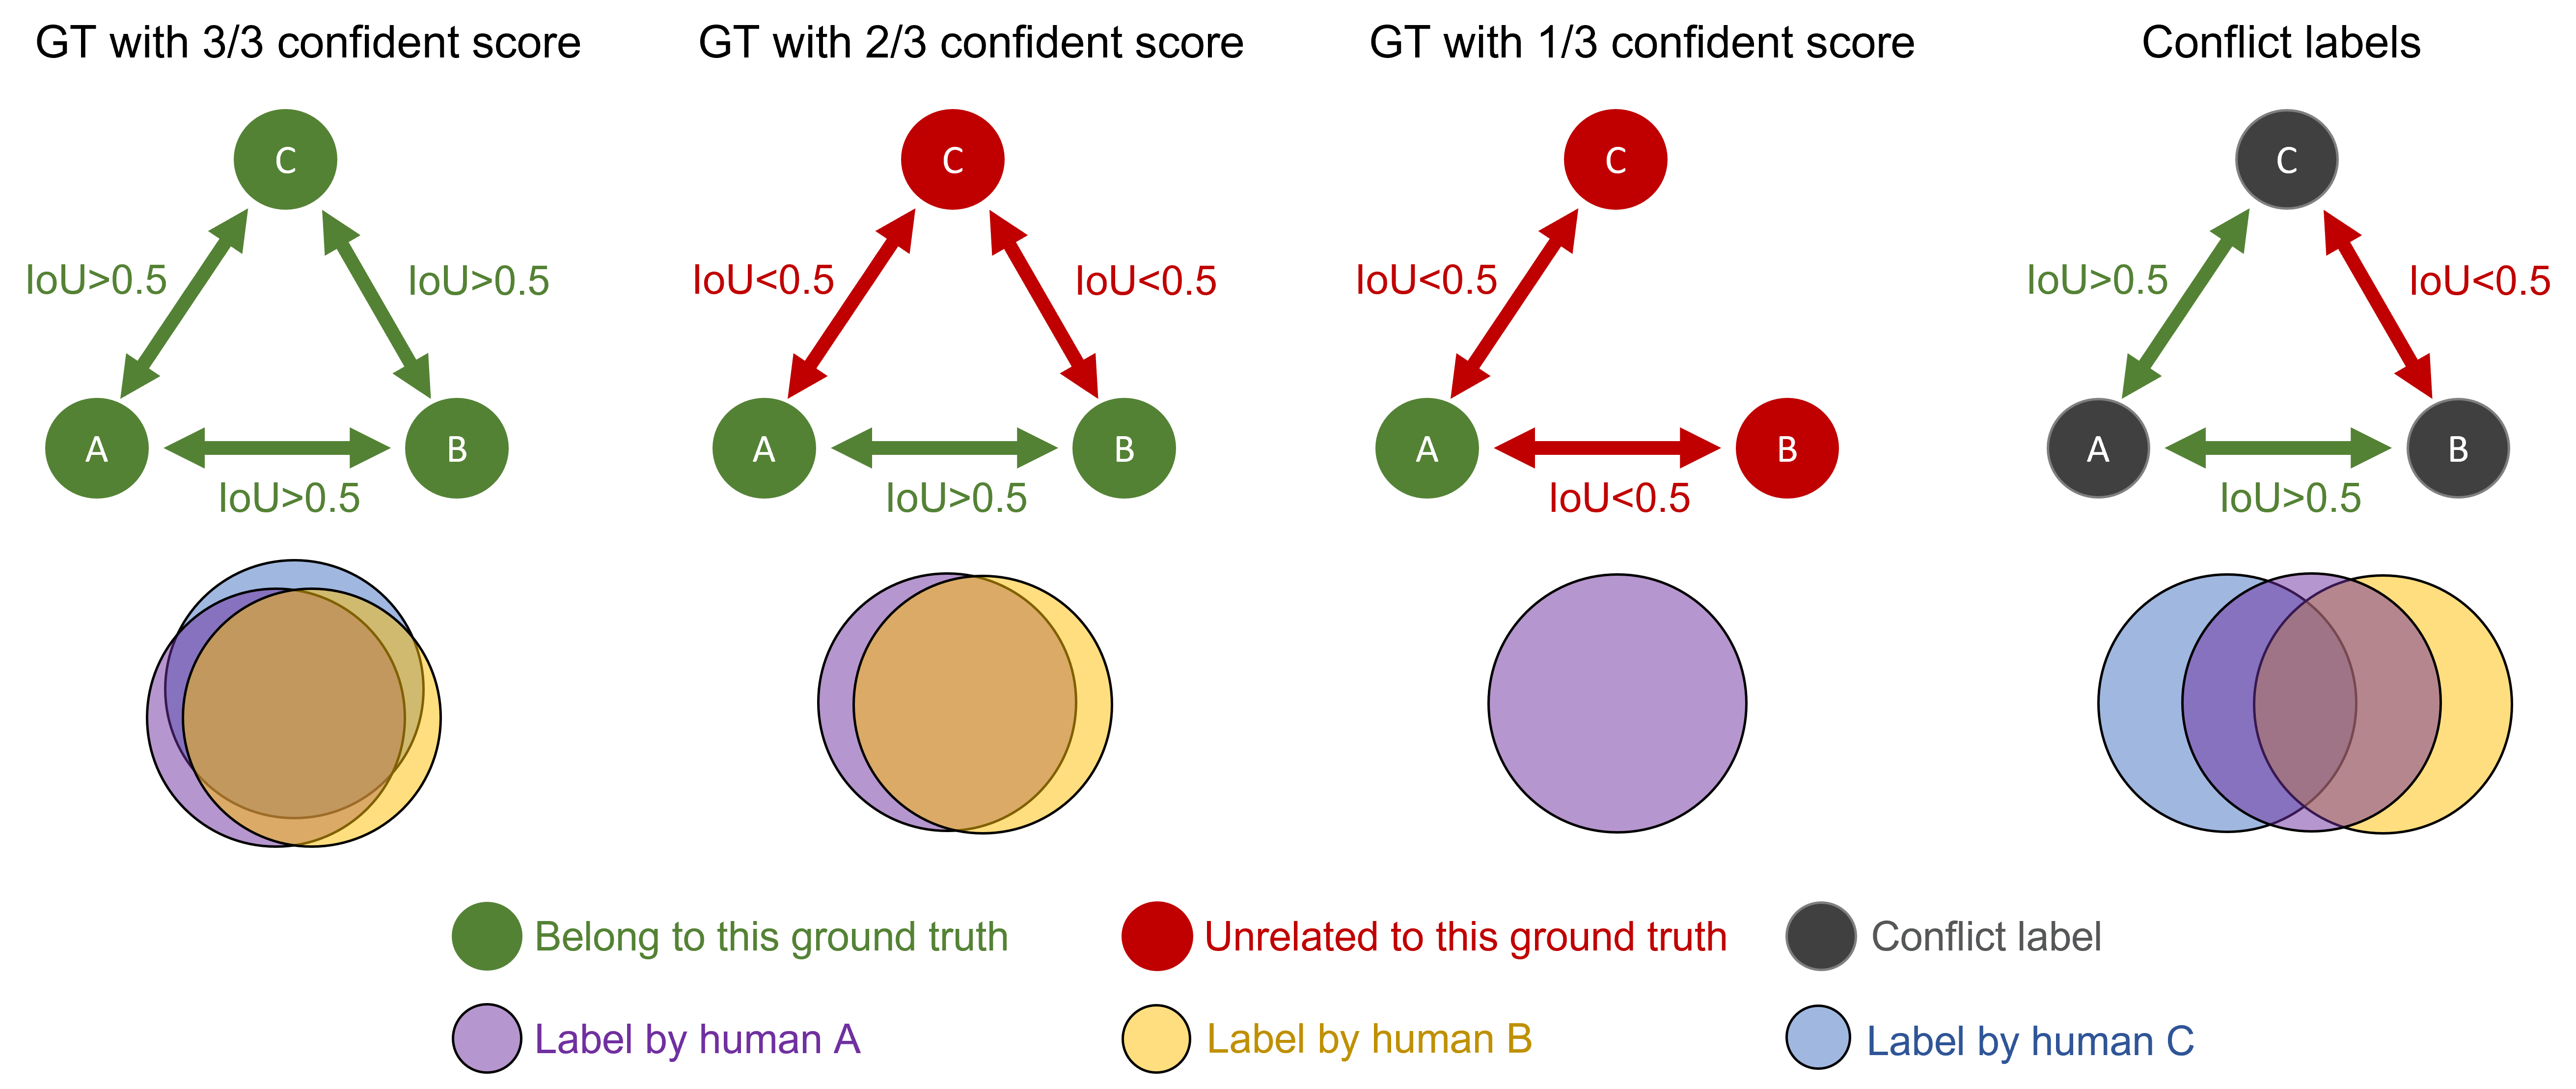 GT with 3/3 confident score
GT with 2/3 confident score
GT with 1/3 confident score
Conflict labels
C
IoU>0.5
IoU>0.5
A
B
IoU>0.5
C
IoU<0.5
IoU<0.5
A
B
IoU>0.5
C
IoU<0.5
A
B
IoU<0.5
C
IoU>0.5
IoU<0.5
A
B
IoU>0.5
Belong to this ground truth
Unrelated to this ground truth
Conflict label
Label by human A
Label by human B
Label by human C